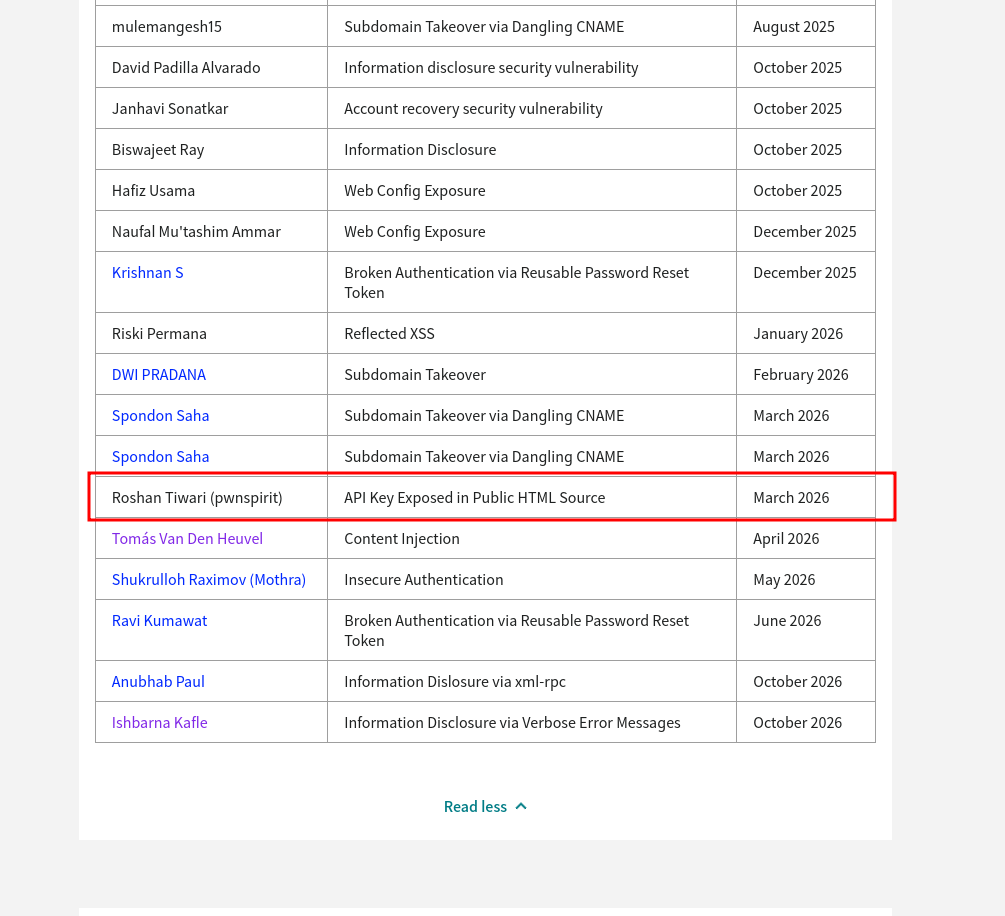 mulemangesh15 Subdomain Takeover via Dangling CNAME August 2025
David Padilla Alvarado Information disclosure security vulnerability October 2025
Janhavi Sonatkar Account recovery security vulnerability October 2025
Biswajeet Ray Information Disclosure October 2025
Hafiz Usama Web Config Exposure October 2025
Naufal Mu'tashim Ammar Web Config Exposure December 2025
Krishnan S Broken Authentication via Reusable Password Reset December 2025
Token
Riski Permana Reflected XSS January 2026
DWI PRADANA Subdomain Takeover February 2026
Spondon Saha Subdomain Takeover via Dangling CNAME March 2026
Spondon Saha Subdomain Takeover via Dangling CNAME March 2026
Roshan Tiwari (pwnspirit) API Key Exposed in Public HTML Source March 2026
Tomás Van Den Heuvel Content Injection April 2026
Shukrulloh Raximov (Mothra) Insecure Authentication May 2026
Ravi Kumawat Broken Authentication via Reusable Password Reset June 2026
Token
Anubhab Paul Information Dislosure via xml-rpc October 2026
Ishbarna Kafle Information Disclosure via Verbose Error Messages October 2026
Read less